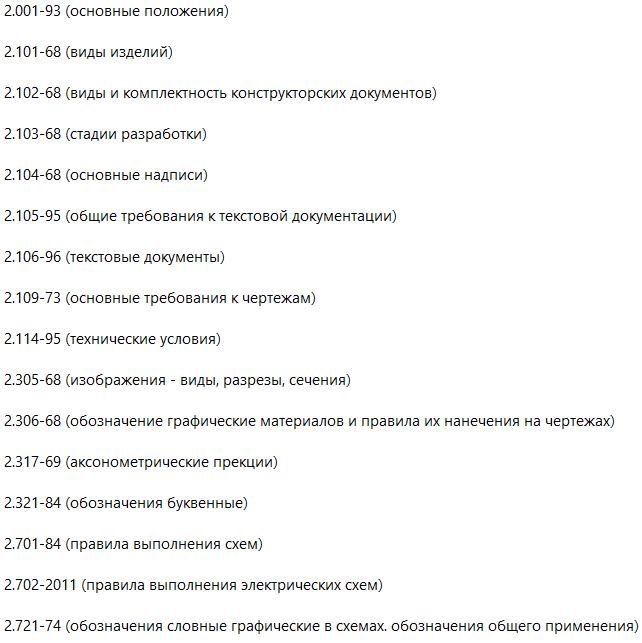 2.001-93 (основные положения)
2.101-68 (виды изделий)
2.102-68 (виды и комплектность конструкторских документов)
2.103-68 (стадии разработки)
2.104-68 (основные надписи)
2.105-95 (общие требования к текстовой документации)
2.106-96 (текстовые документы)
2.109-73 (основные требования к чертежам)
2.114-95 (технические условия)
2.305-68 (изображения - виды, разрезы, сечения)
2.306-68 (обозначение графические материалов и правила их нанечения на чертежах)
2.317-69 (аксонометрические прекции)
2.321-84 (обозначения буквенные)
2.701-84 (правила выполнения схем)
2.702-2011 (правила выполнения электрических схем)
2.721-74 (обозначения словные графические в схемах. обозначения общего применения)